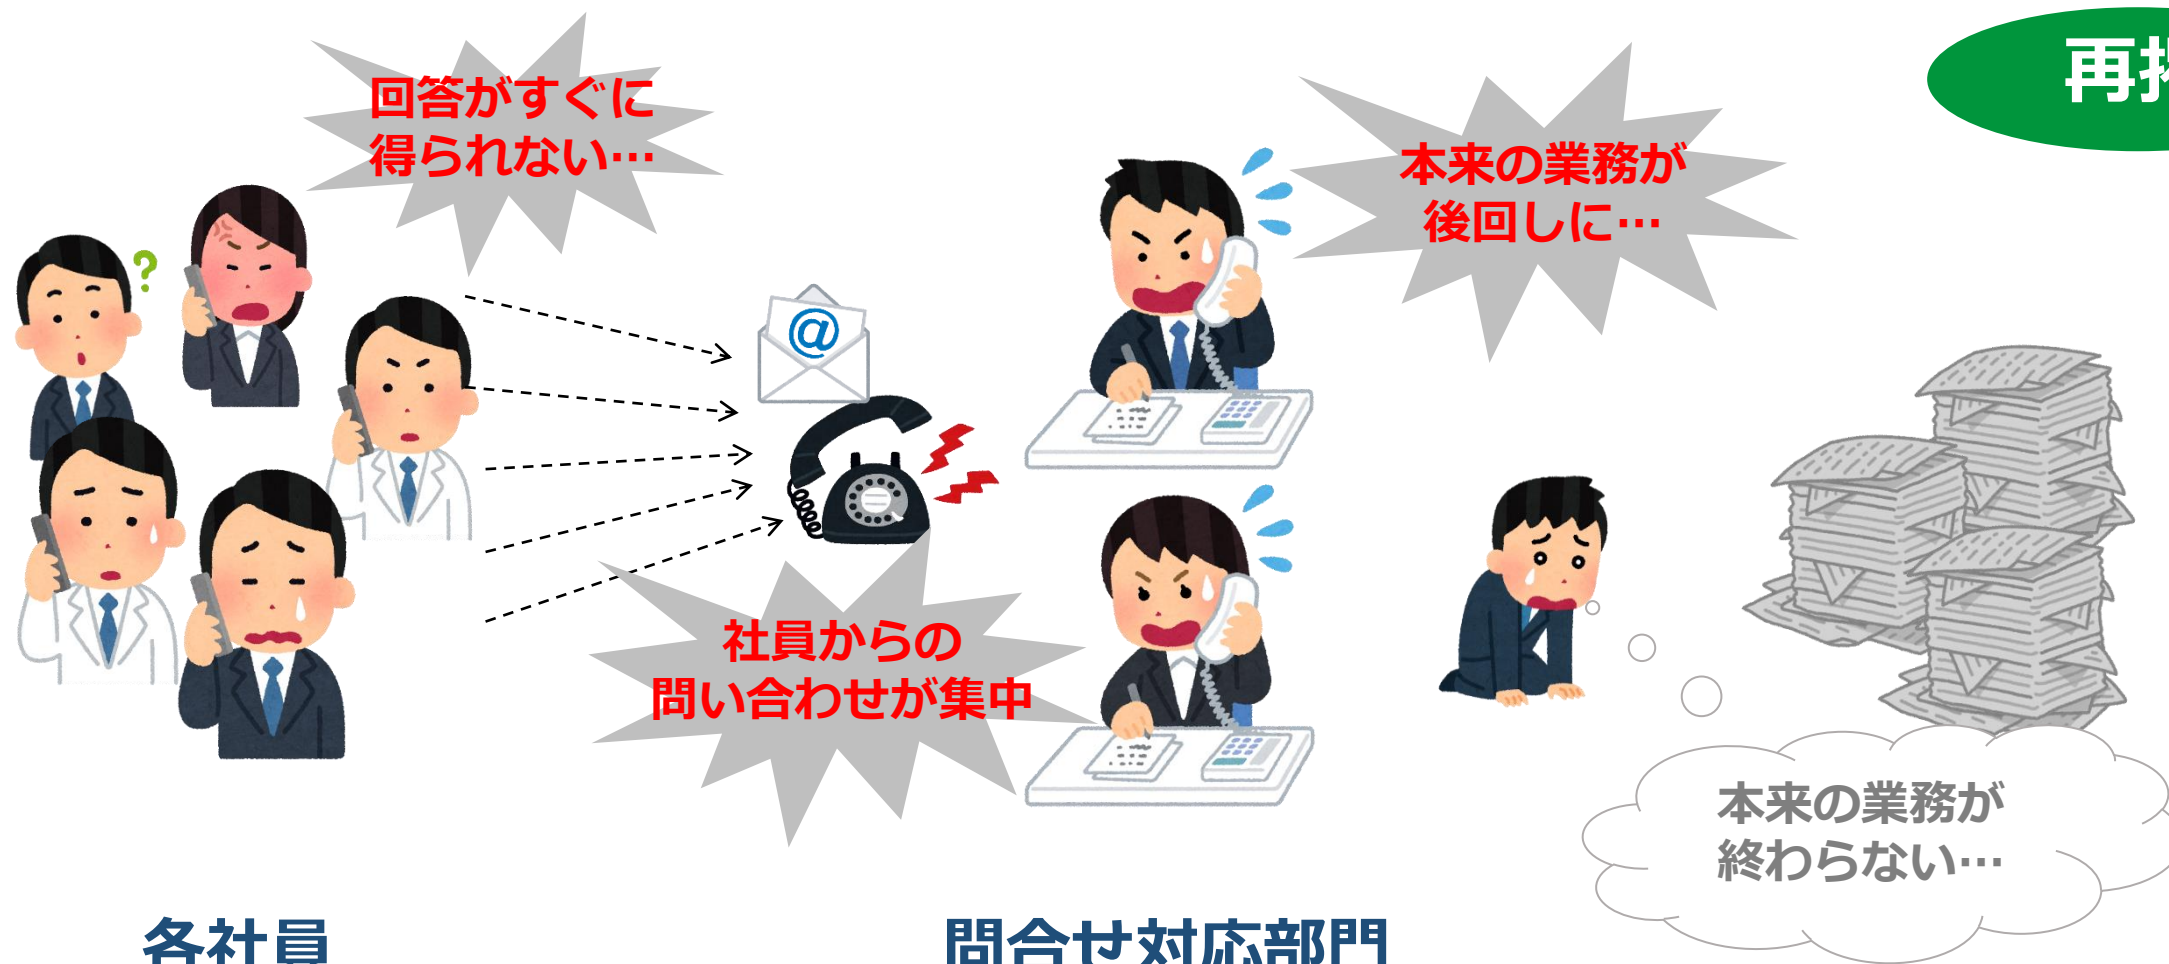 再
回答がすぐに
得られない…
本来の業務が
後回しに…
?
@
社員からの
問い合わせが集中
本来の業務が
終わらない…
各社員
問合せ対応部門